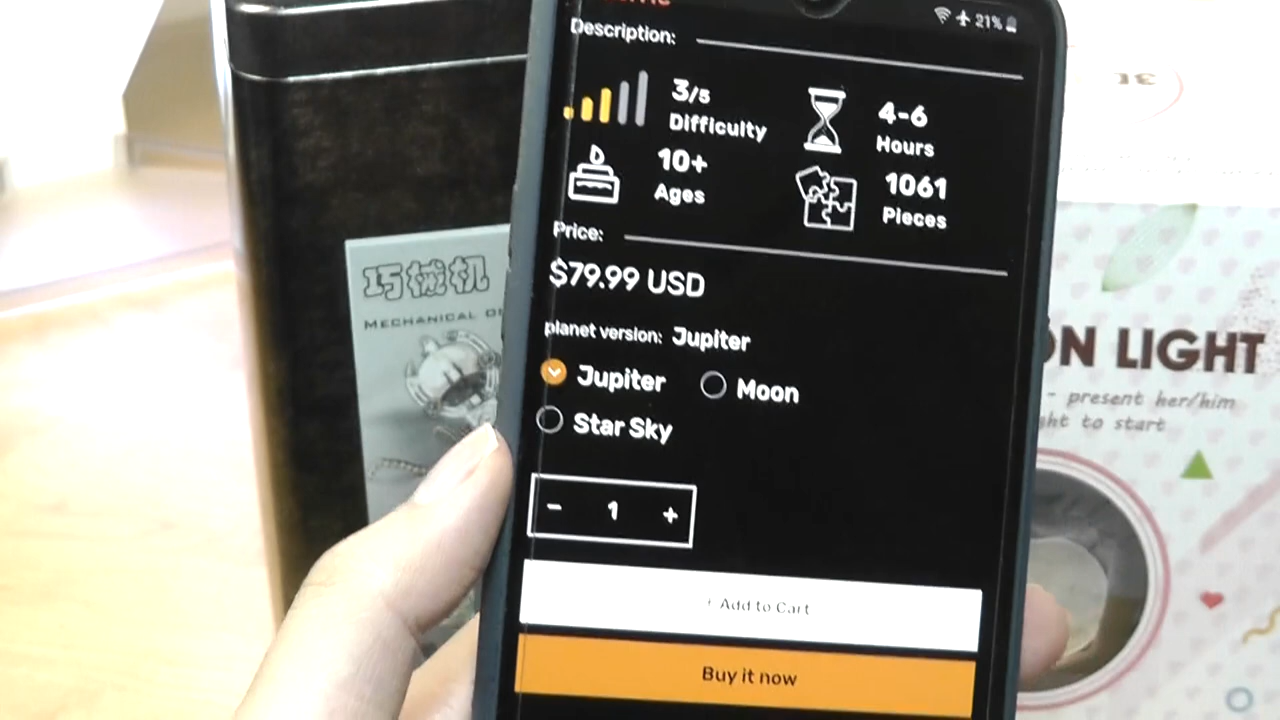 21%
Description:
3/5
Difficulty
4-6
Hours
10+
Ages
1061
Pieces
Price:
$79.99 USD
planet version: Jupiter
Jupiter
Moon
Star Sky
- 1 +
Add to Cart
Buy it now
巧械机
MECHANICAL
LIGHT
- present her/him
to start